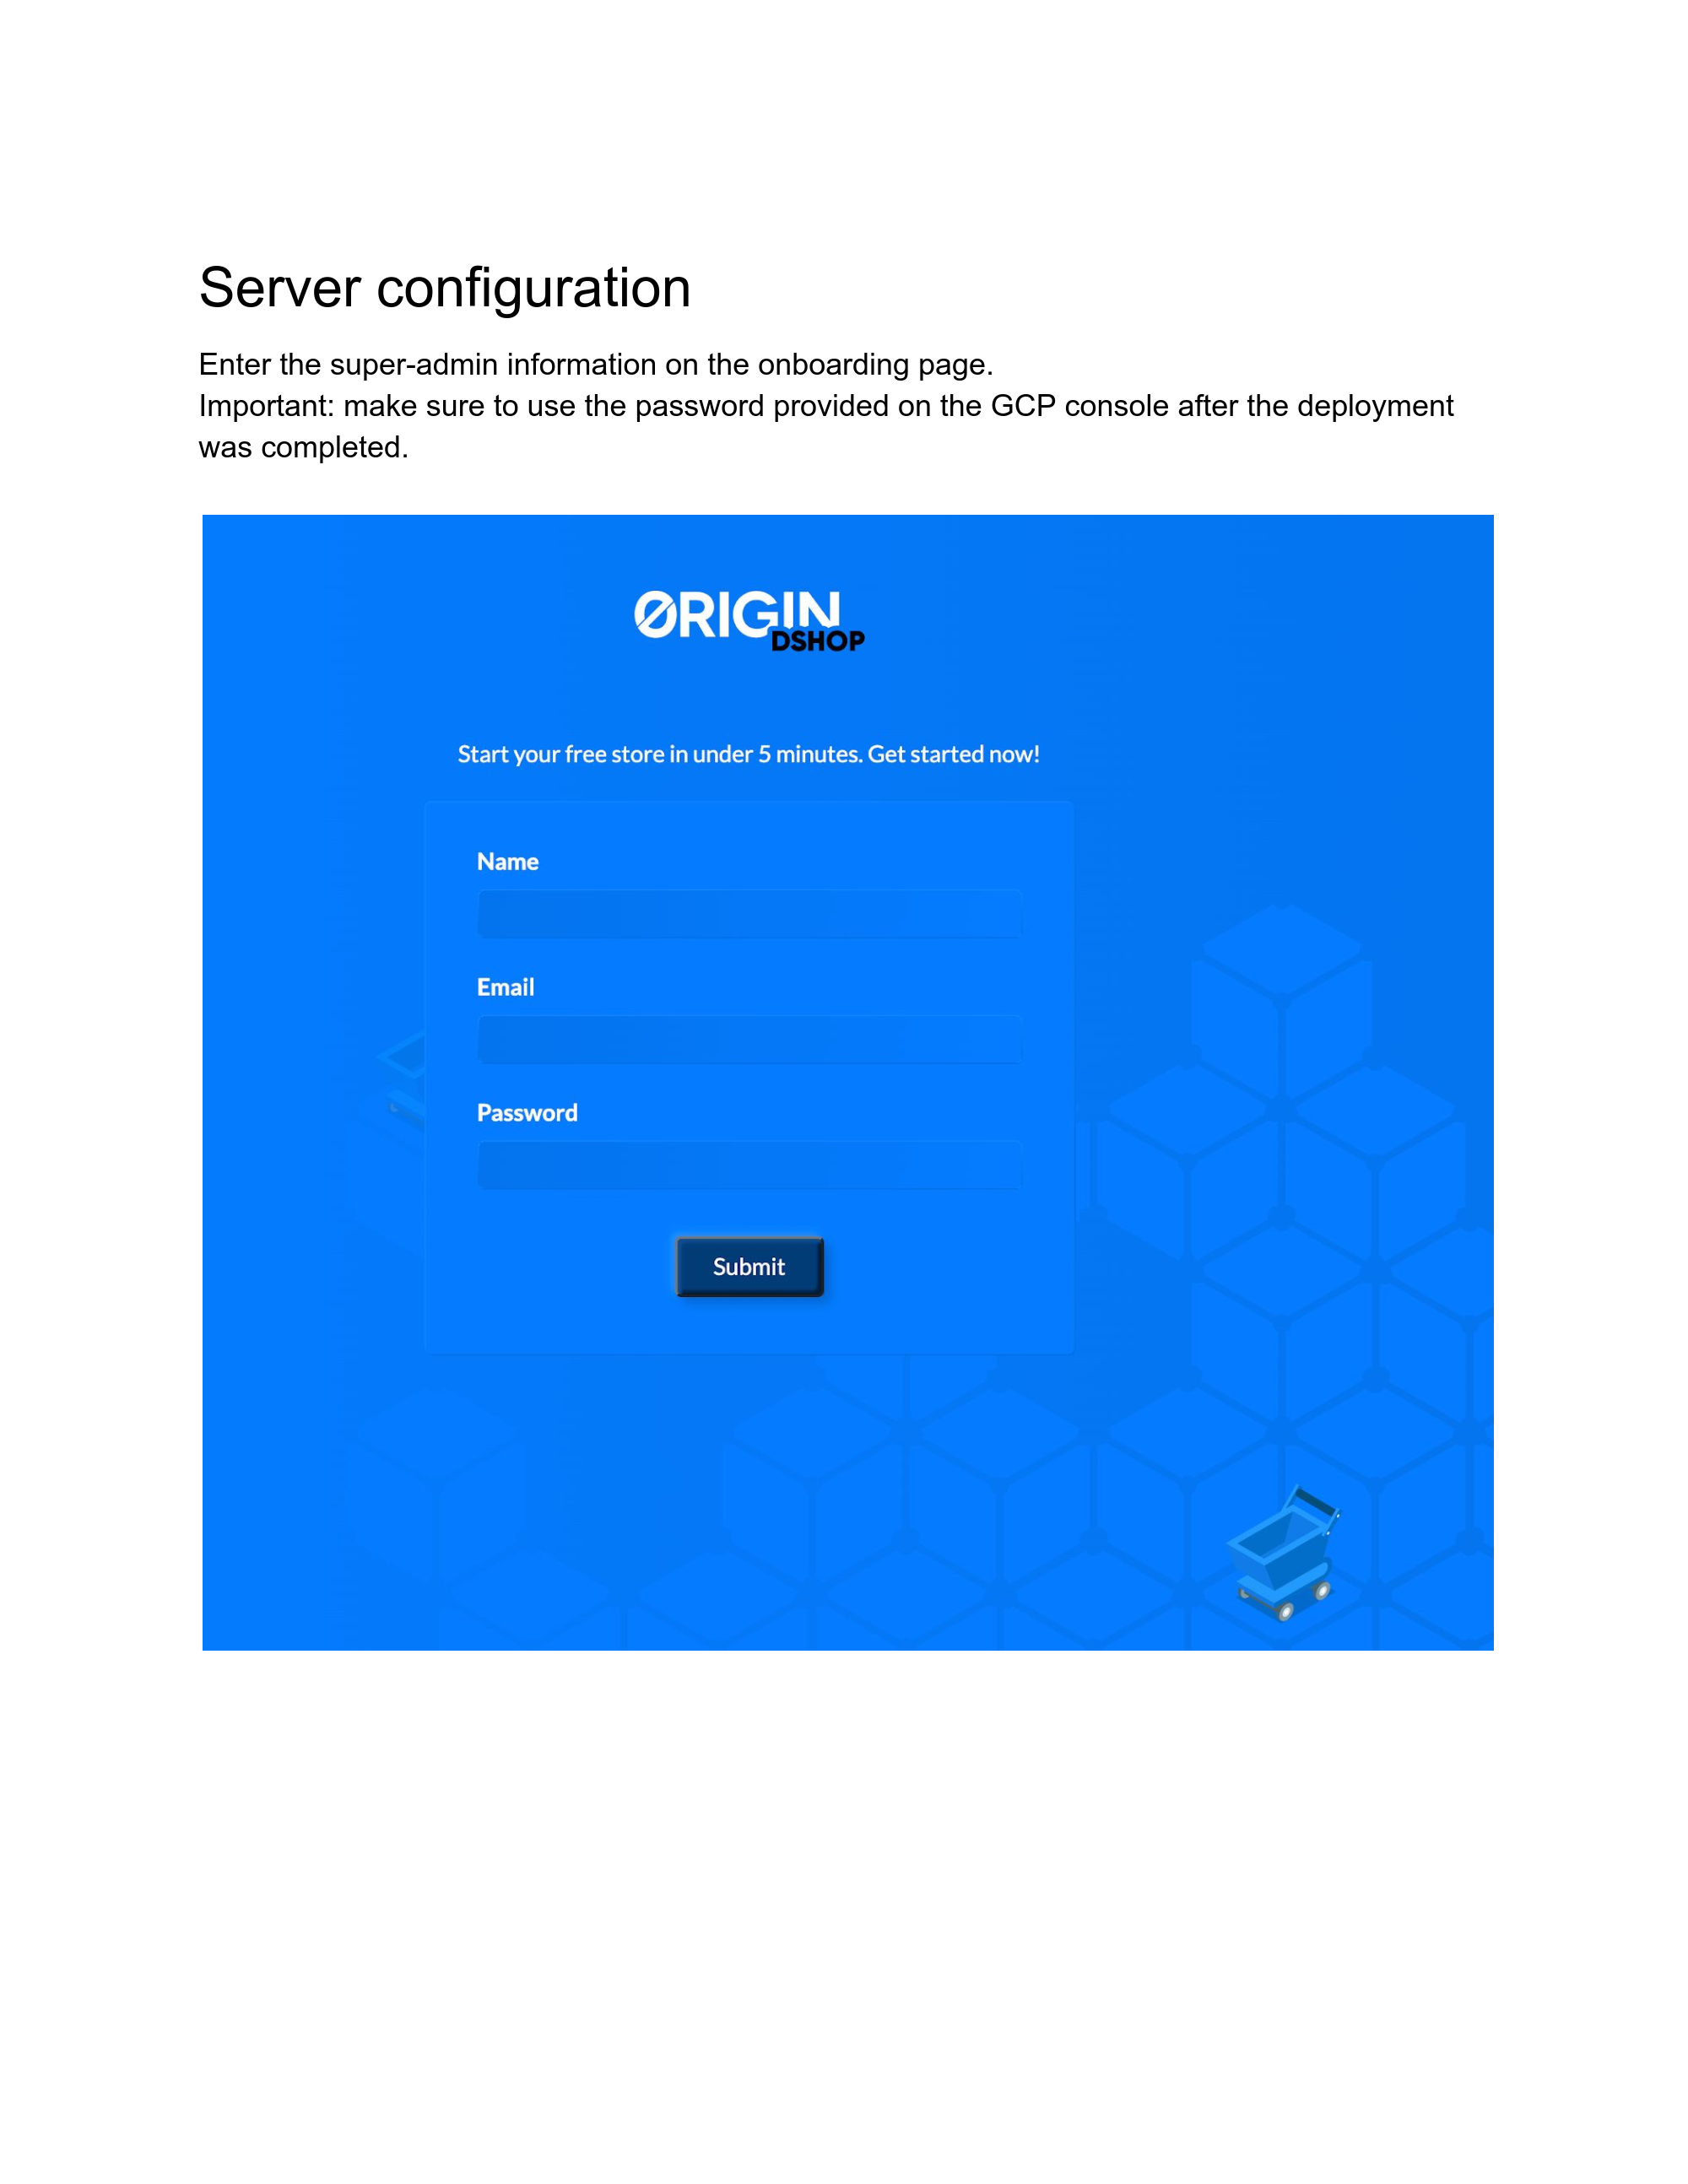 Server configuration
Enter the super-admin information on the onboarding page.
Important: make sure to use the password provided on the GCP console after the deployment
was completed.
ORIGIN
DSHOP
Start your free store in under 5 minutes. Get started now!
Name
Email
Password
Submit